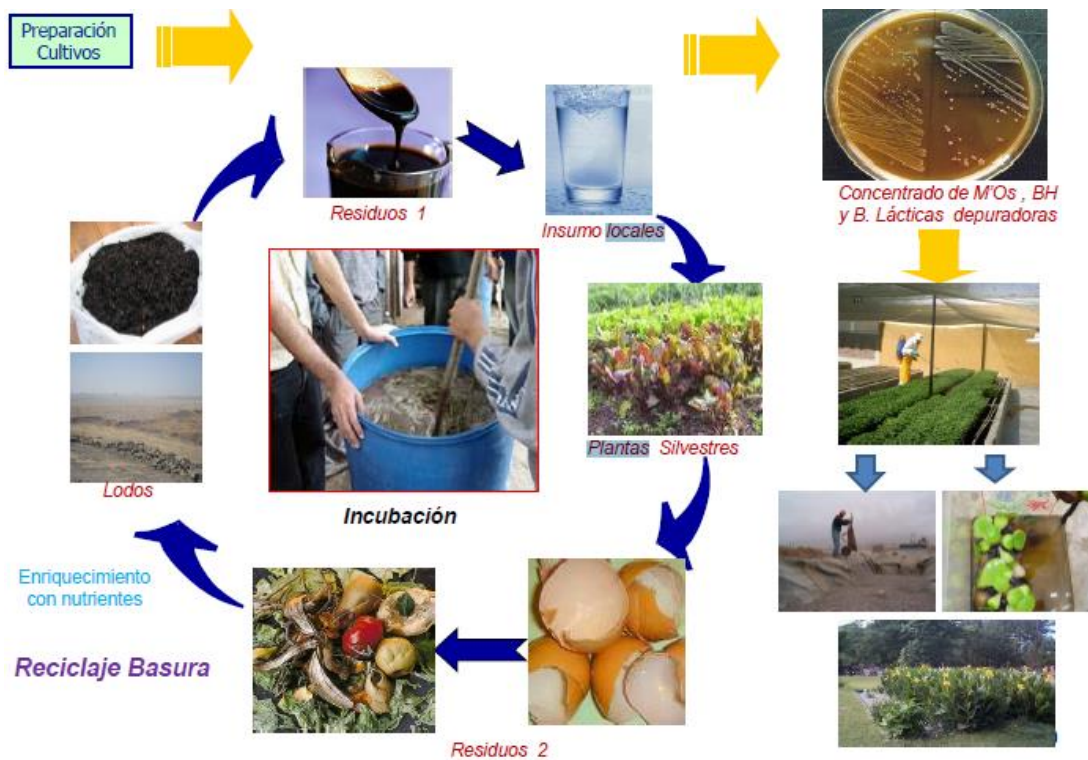 Preparación
Cultivos
Residuos 1
Insumo locales
Concentrado de M'Os , BH
y B. Lácticas depuradoras
Plantas Silvestres
Lodos
Incubación
Enriquecimiento
con nutrientes
Reciclaje Basura
Residuos 2